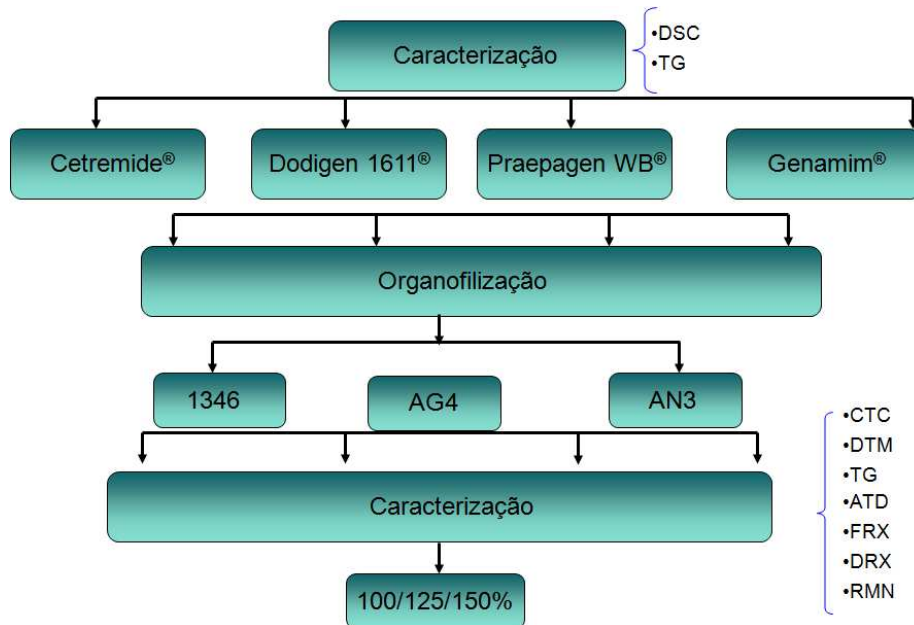 Caracterização
•DSC
•TG
Cetremide®
Dodigen 1611®
Praepagen WB®
Genamim®
Organofilização
1346
AG4
AN3
Caracterização
•CTC
•DTM
•TG
•ATD
•FRX
•DRX
•RMN
100/125/150%